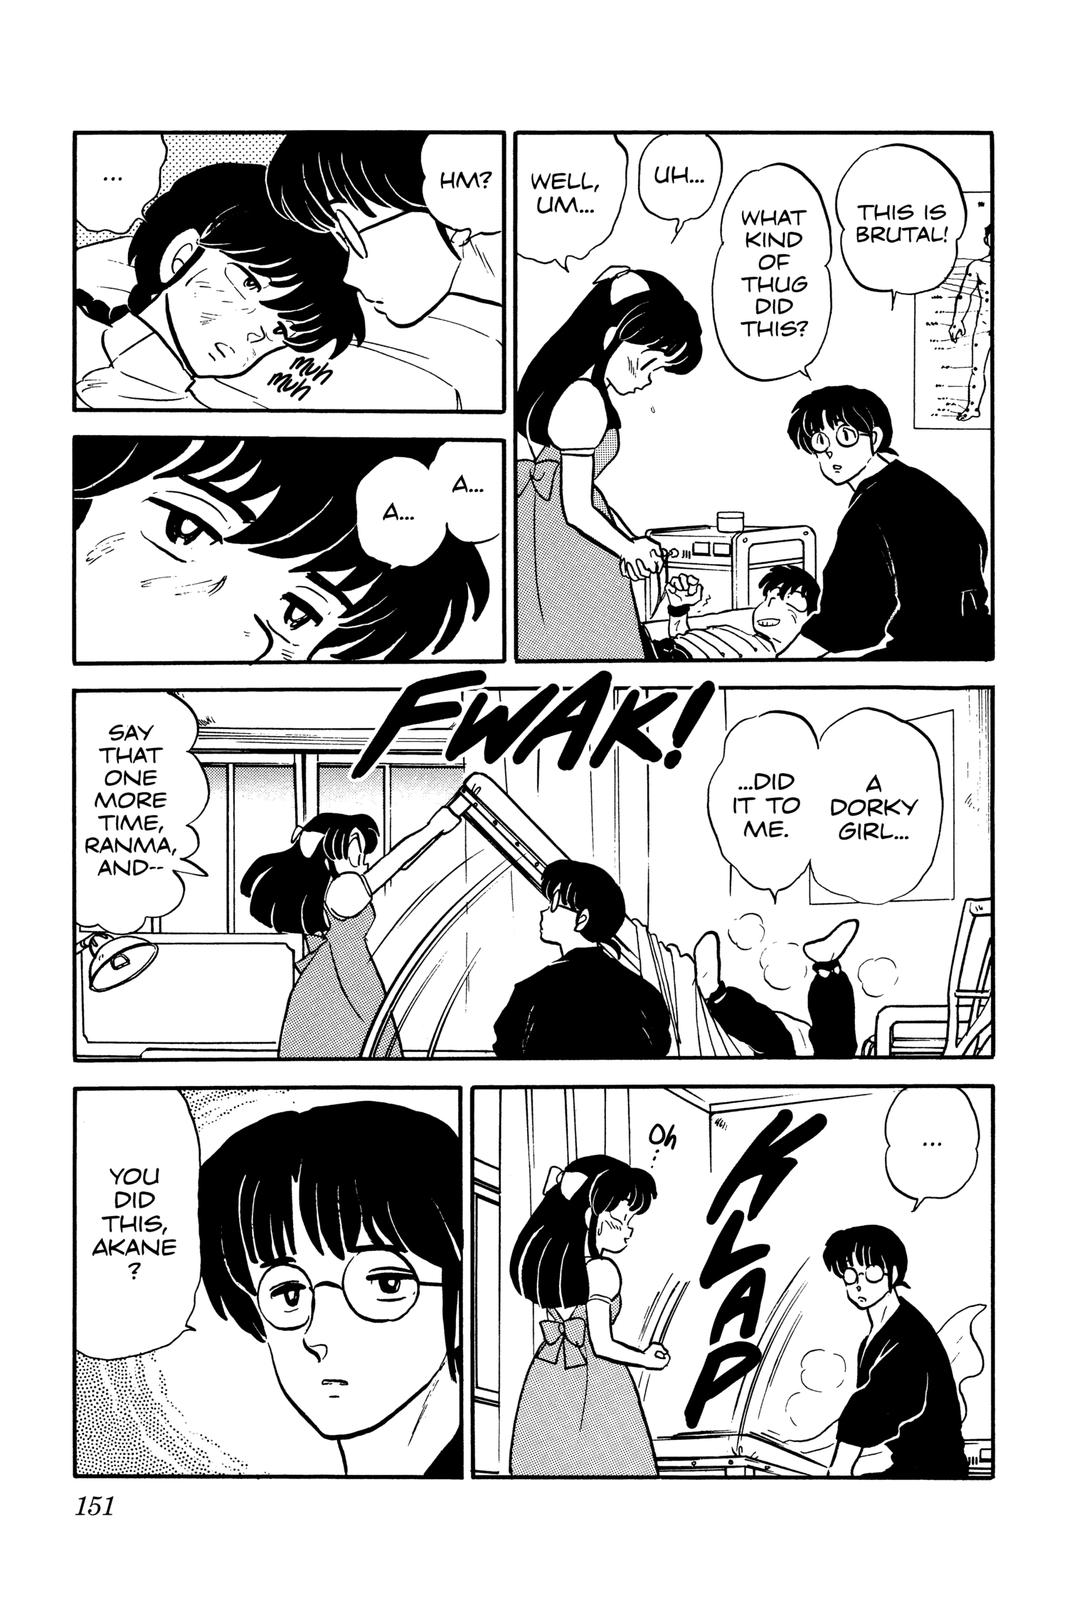 THIS IS
BRUTAL!
WHAT
KIND
OF
THUG
DID
THIS?
UH...
WELL,
UM...
HM?
...
muh
muh
A...
A...
FWAK!
A
DORKY
GIRL...
...DID
IT TO
ME.
SAY
THAT
ONE
MORE
TIME,
RANMA,
AND--
...
KLAP
Oh
...
YOU
DID
THIS,
AKANE
?
151